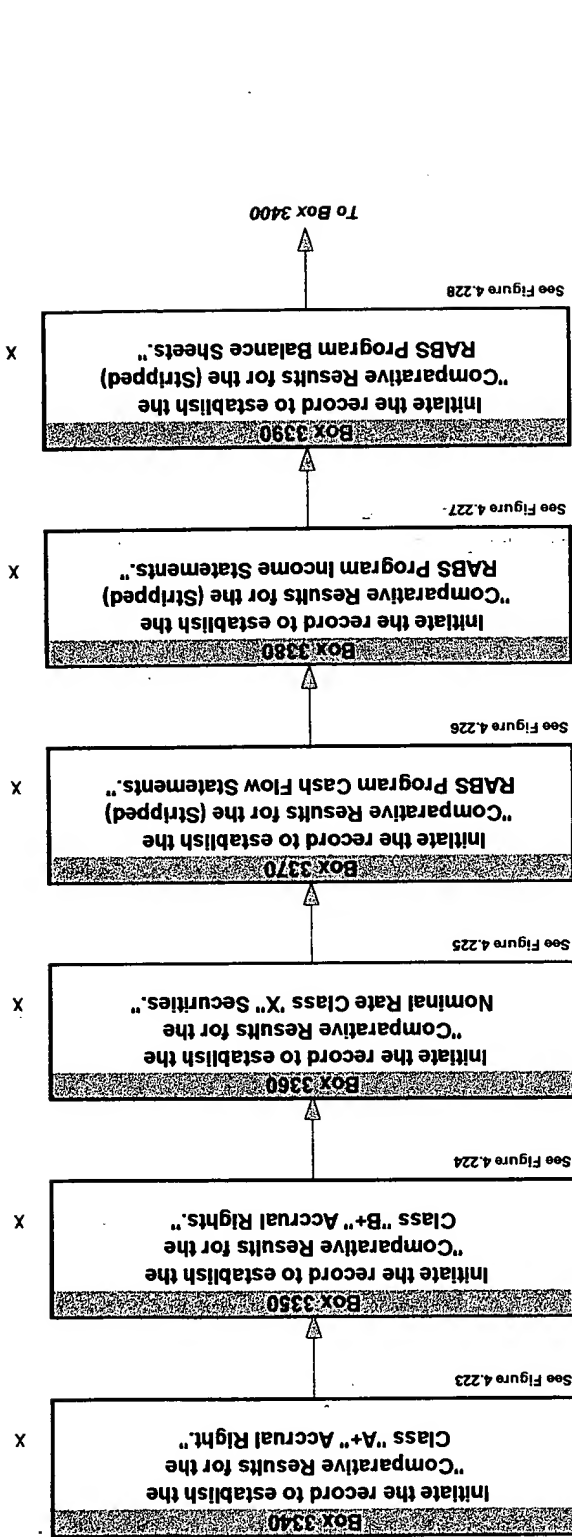 Box 3340
Initiate the record to establish the
"Comparative Results for the
Class "A+" Accrual Right."
X
See Figure 4.223
Box 3350
Initiate the record to establish the
"Comparative Results for the
Class "B+" Accrual Rights."
X
See Figure 4.224
Box 3360
Initiate the record to establish the
"Comparative Results for the
Nominal Rate Class "X" Securities."
X
See Figure 4.225
Box 3370
Initiate the record to establish the
"Comparative Results for the (Stripped)
RABS Program Cash Flow Statements."
X
See Figure 4.226
Box 3380
Initiate the record to establish the
"Comparative Results for the (Stripped)
RABS Program Income Statements."
X
See Figure 4.227
Box 3390
Initiate the record to establish the
"Comparative Results for the (Stripped)
RABS Program Balance Sheets."
X
See Figure 4.228
To Box 3400